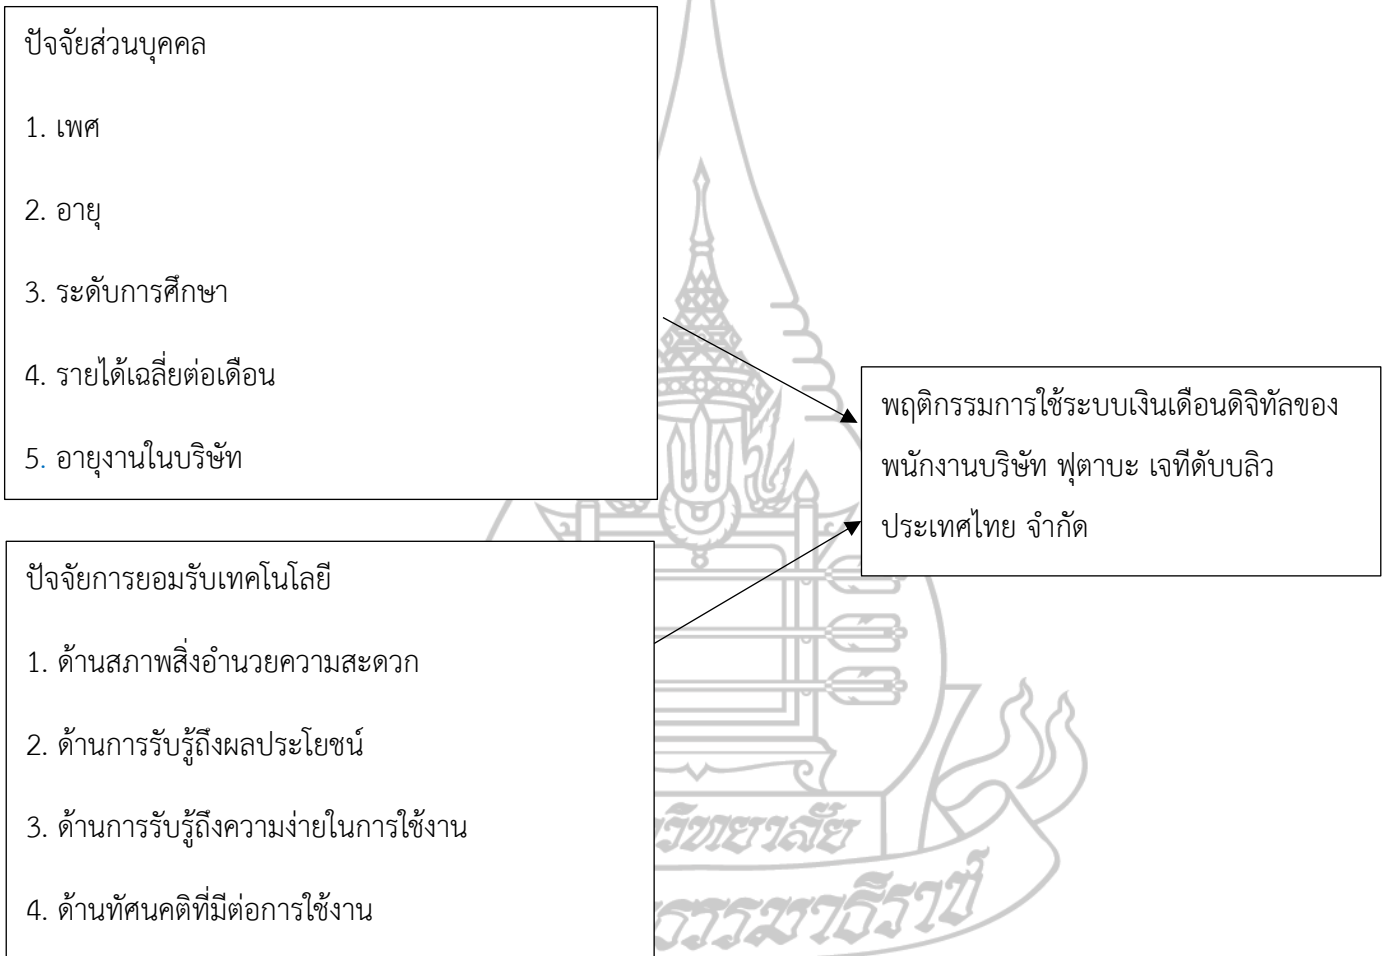 ปัจจัยส่วนบุคคล
1. เพศ
2. อายุ
3. ระดับการศึกษา
4. รายได้เฉลี่ยต่อเดือน
5. อายุงานในบริษัท
พฤติกรรมการใช้ระบบเงินเดือนดิจิทัลของ
พนักงานบริษัท ฟุตาบะ เจทีดับบลิว
ประเทศไทย จำกัด
ปัจจัยการยอมรับเทคโนโลยี
1. ด้านสภาพสิ่งอำนวยความสะดวก
2. ด้านการรับรู้ถึงผลประโยชน์
3. ด้านการรับรู้ถึงความง่ายในการใช้งาน
4. ด้านทัศนคติที่มีต่อการใช้งาน